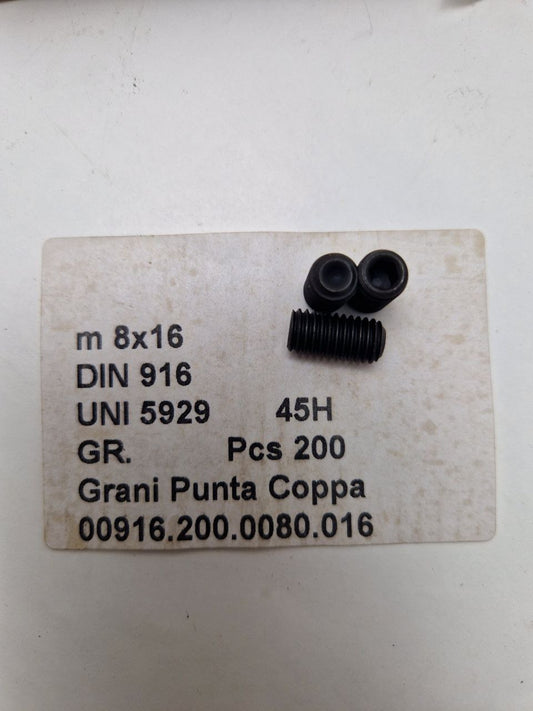 m 8x16
DIN 916
UNI 5929 45H
GR. Pcs 200
Grani Punta Coppa
00916.200.0080.016